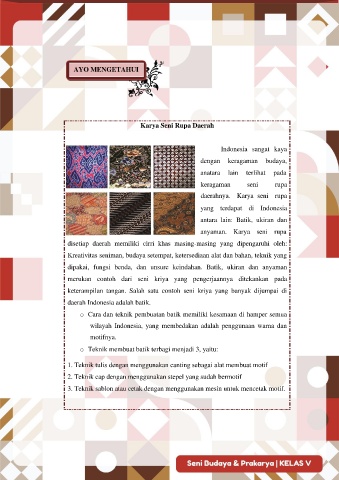 AYO MENGETAHUI
Karya Seni Rupa Daerah
Indonesia sangat kaya
dengan keragaman budaya,
anatara lain terlihat pada
keragaman seni rupa
daerahnya. Karya seni rupa
yang terdapat di Indonesia
antara lain: Batik, ukiran dan
anyaman. Karya seni rupa
disetiap daerah memiliki cirri khas masing-masing yang dipengaruhi oleh:
Kreativitas seniman, budaya setempat, ketersediaan alat dan bahan, teknik yang
dipakai, fungsi benda, dan unsure keindahan. Batik, ukiran dan anyaman
merukan contoh dari seni kriya yang pengerjaannya ditekankan pada
keterampilan tangan. Salah satu contoh seni kriya yang banyak dijumpai di
daerah Indonesia adalah batik.
o Cara dan teknik pembuatan batik memiliki kesamaan di hamper semua
wilayah Indonesia, yang membedakan adalah penggunaan warna dan
motifnya.
o Teknik membuat batik terbagi menjadi 3, yaitu:
1. Teknik tulis dengan menggunakan canting sebagai alat membuat motif
2. Teknik cap dengan menggunakan stepel yang sudah bermotif
3. Teknik sablon atau cetak dengan menggunakan mesin untuk mencetak motif.
Seni Budaya & Prakarya | KELAS V